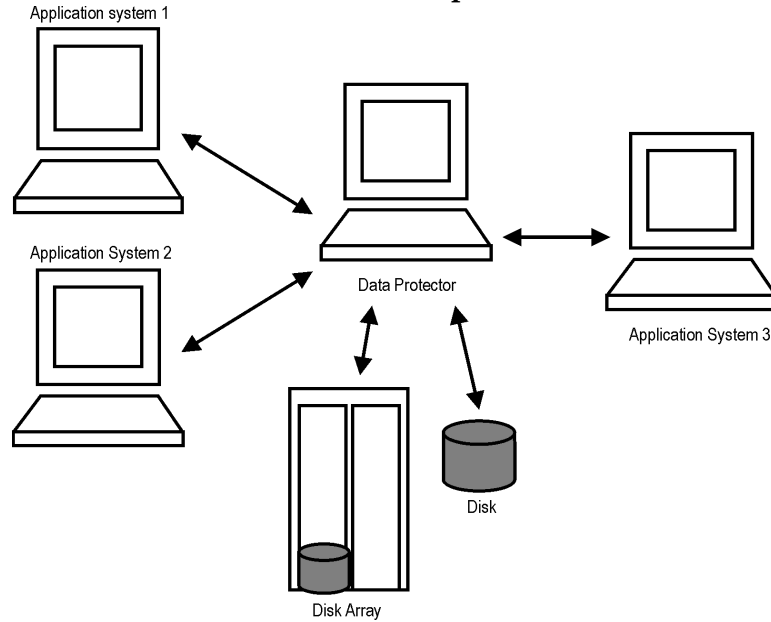 Application system 1
Application System 2
Data Protector
Application System 3
Disk
Disk Array